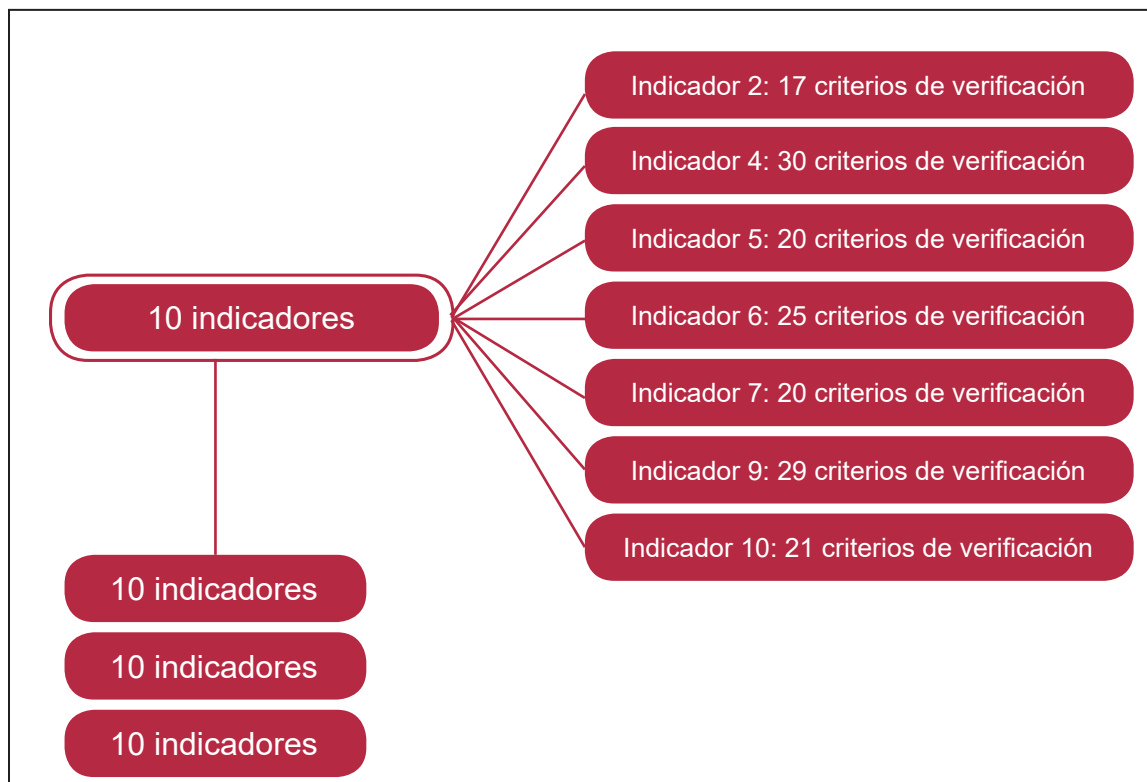 Indicador 2: 17 criterios de verificación
Indicador 4: 30 criterios de verificación
Indicador 5: 20 criterios de verificación
10 indicadores
Indicador 6: 25 criterios de verificación
Indicador 7: 20 criterios de verificación
Indicador 9: 29 criterios de verificación
Indicador 10: 21 criterios de verificación
10 indicadores
10 indicadores
10 indicadores